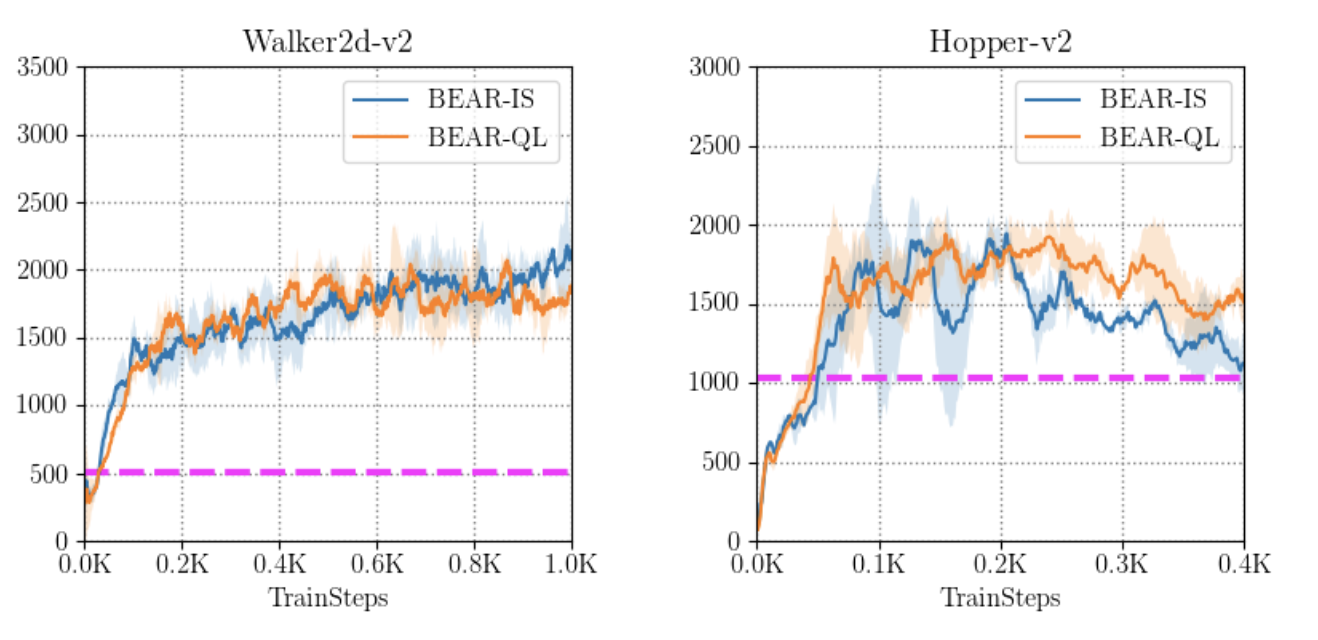 Walker2d-v2
3500
3000
2500
2000
1500
1000
500
0
BEAR-IS
BEAR-QL
0.0K 0.2K 0.4K 0.6K 0.8K 1.0K
TrainSteps
Hopper-v2
3000
2500
2000
1500
1000
500
0
BEAR-IS
BEAR-QL
0.0K 0.1K 0.2K 0.3K 0.4K
TrainSteps